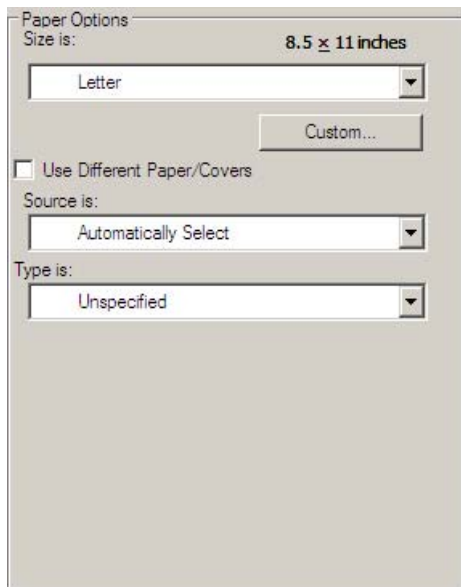 Paper Options
Size is: 8.5 x 11 inches
Letter
Custom...
Use Different Paper/Covers
Source is:
Automatically Select
Type is:
Unspecified